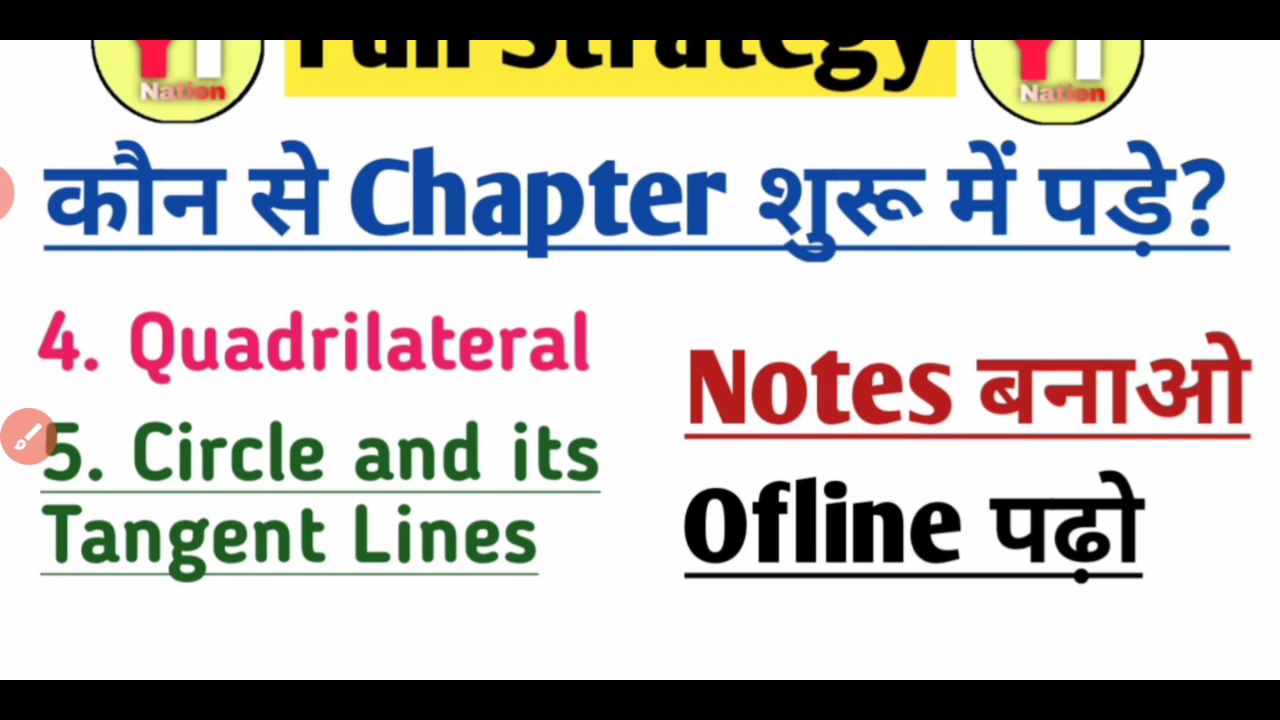 Full Strategy
Nation
Nation
कौन से Chapter शुरू में पड़े?
4. Quadrilateral
5. Circle and its
Tangent Lines
Notes बनाओ
Ofline पढ़ो